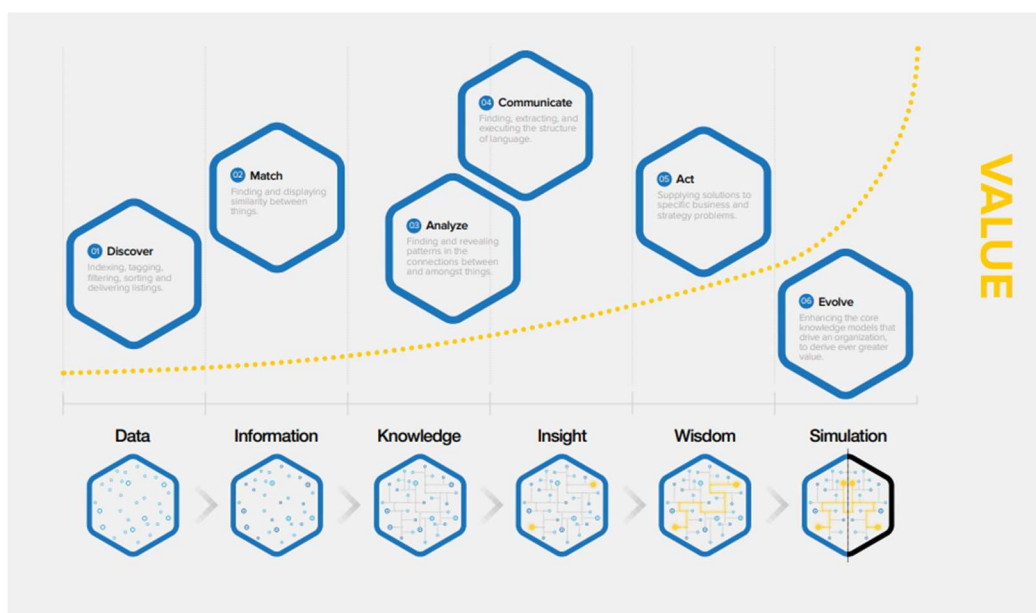 01 Discover
Indexing, tagging,
filtering, sorting and
delivering listings.
02 Match
Finding and displaying
similarity between
things.
03 Analyze
Finding and revealing
patterns in the
connections between
and amongst things.
04 Communicate
Finding, extracting, and
executing the structure
of language.
05 Act
Supplying solutions to
specific business and
strategy problems.
06 Evolve
Enhancing the core
knowledge models that
drive an organization,
to derive ever greater
value.
VALUE
Data
Information
Knowledge
Insight
Wisdom
Simulation